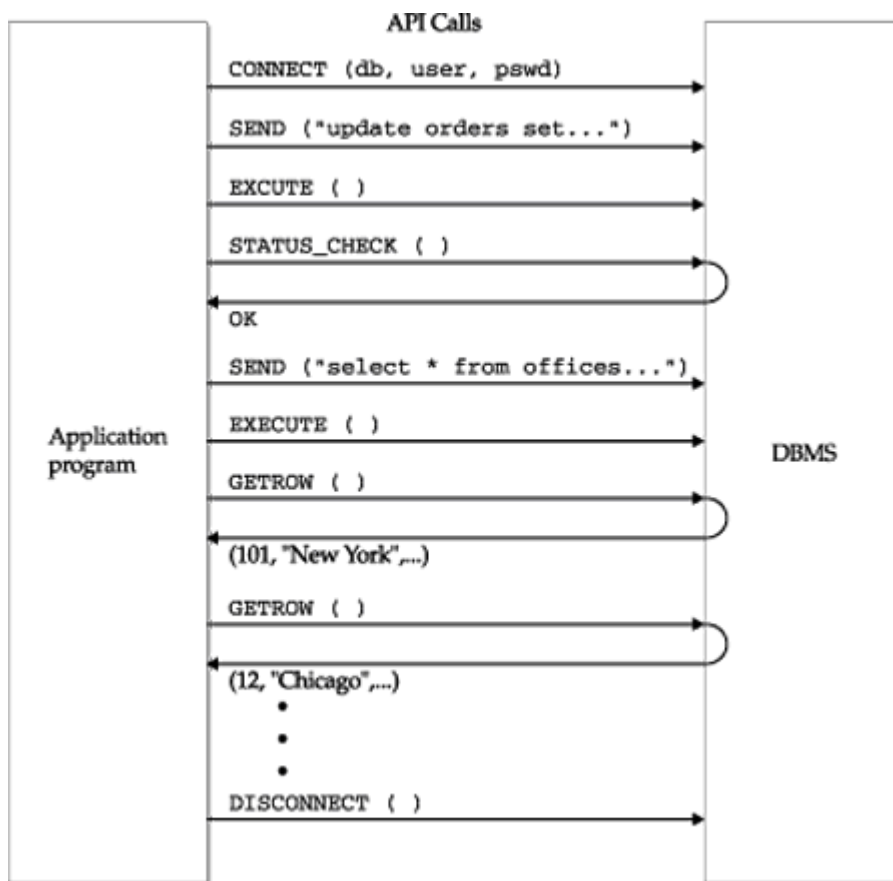 API Calls
CONNECT (db, user, pswd)
SEND ("update orders set...")
EXCUTE ( )
STATUS_CHECK ( )
OK
SEND ("select * from offices...")
EXECUTE ( )
Application
program
DBMS
GETROW ( )
(101, "New York",...)
GETROW ( )
(12, "Chicago",...)
DISCONNECT ( )